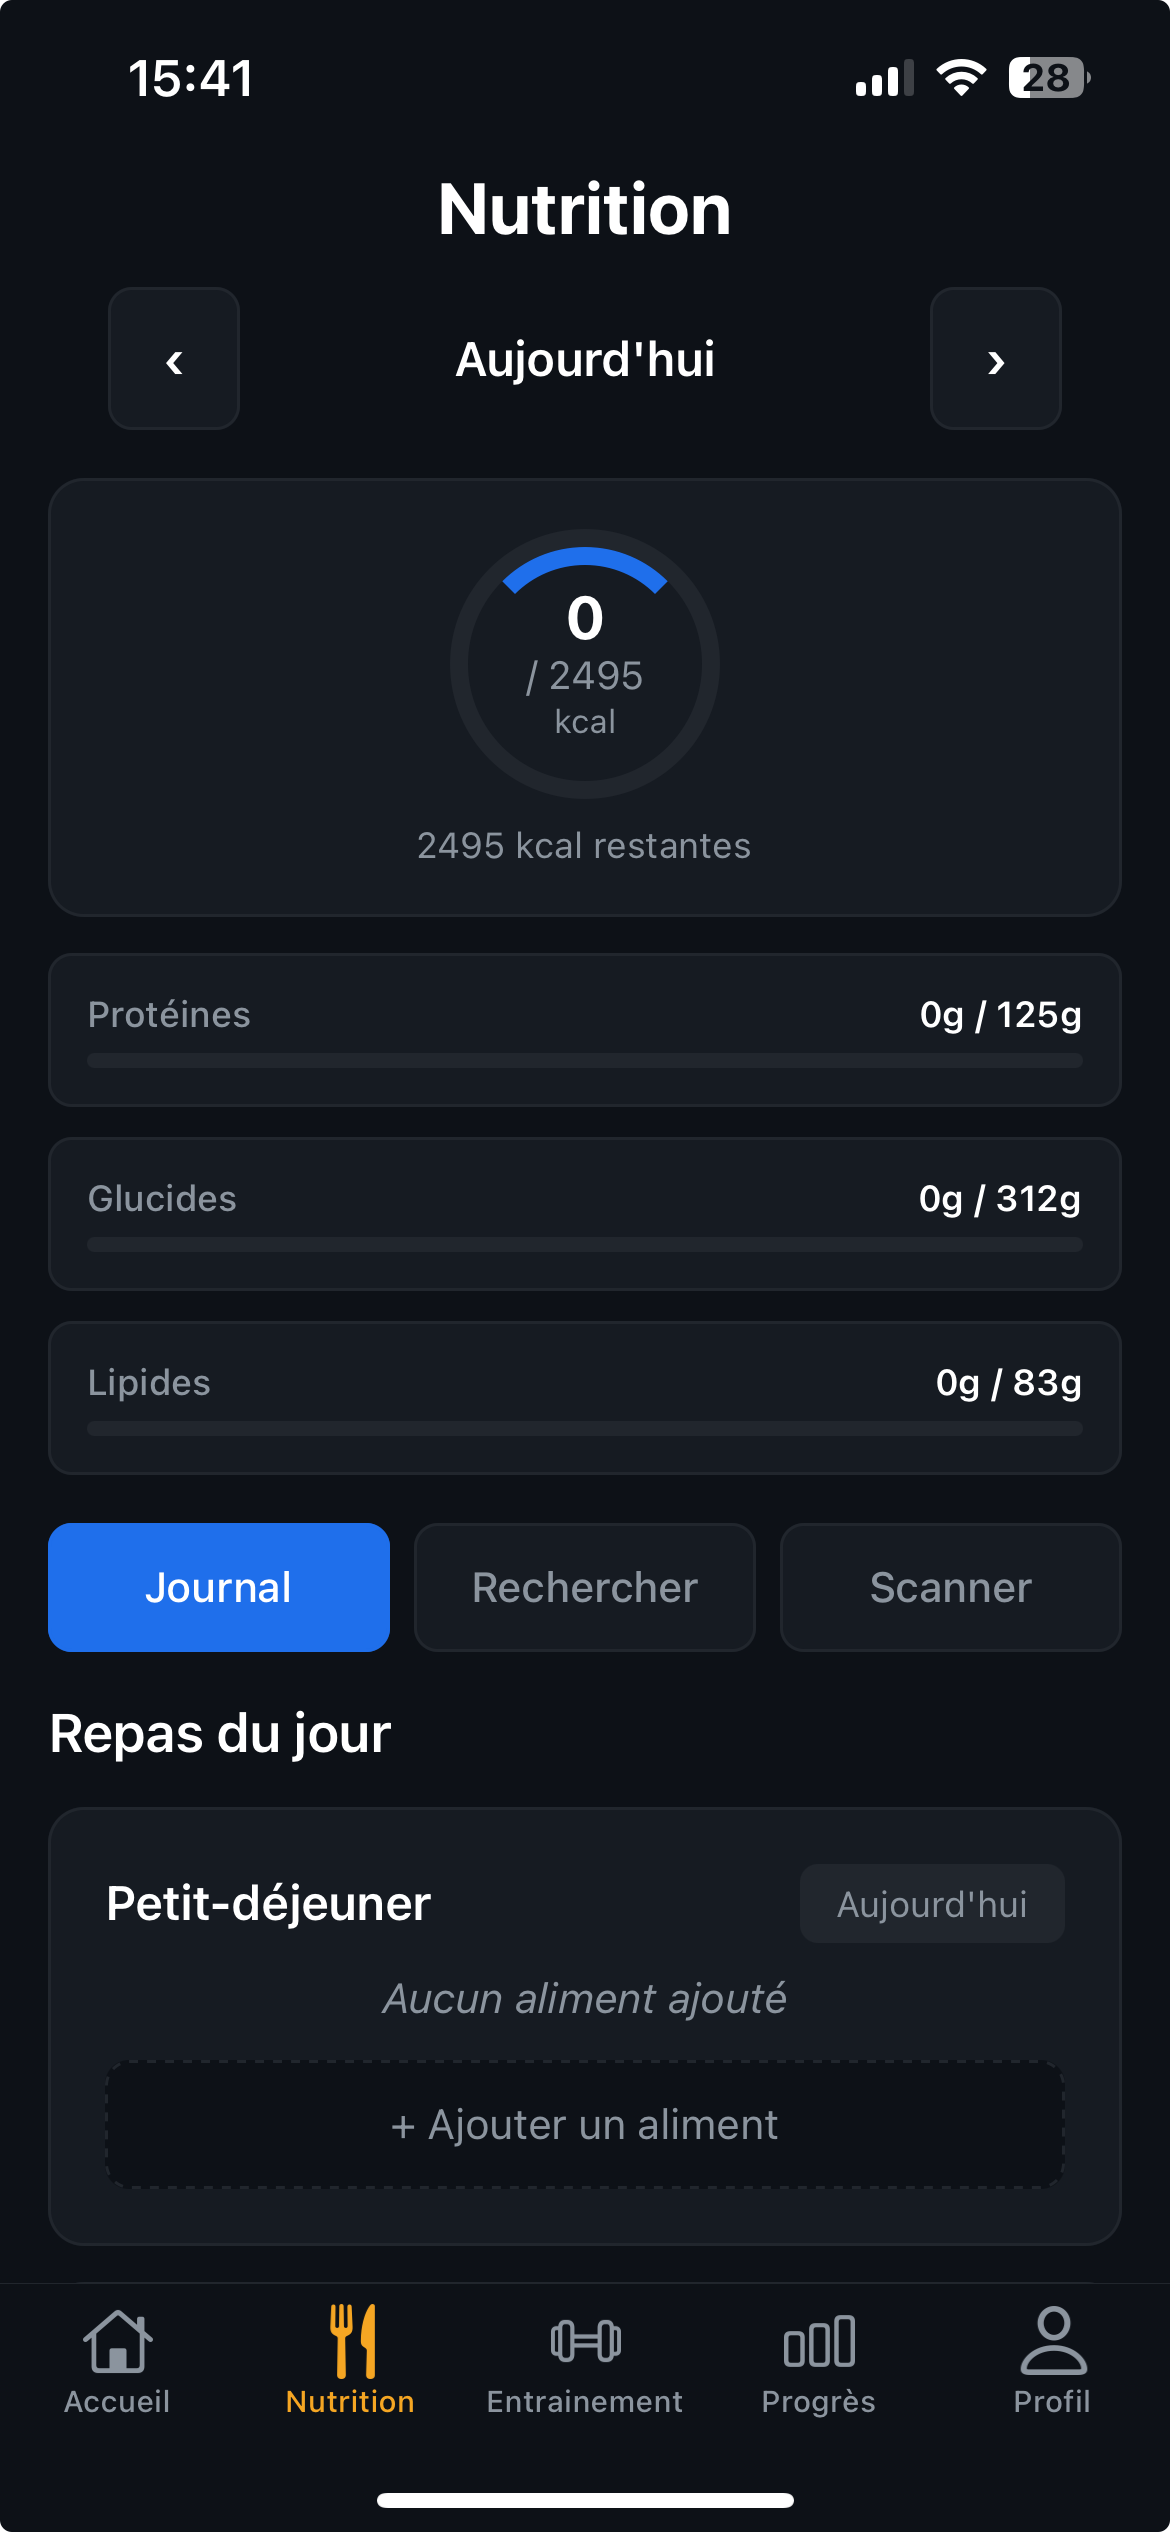 15:41
28
Nutrition
‹
Aujourd'hui
›
0
/ 2495
kcal
2495 kcal restantes
Protéines
0g / 125g
Glucides
0g / 312g
Lipides
0g / 83g
Journal
Rechercher
Scanner
Repas du jour
Petit-déjeuner
Aujourd'hui
Aucun aliment ajouté
+ Ajouter un aliment
Accueil
Nutrition
Entrainement
Progrès
Profil